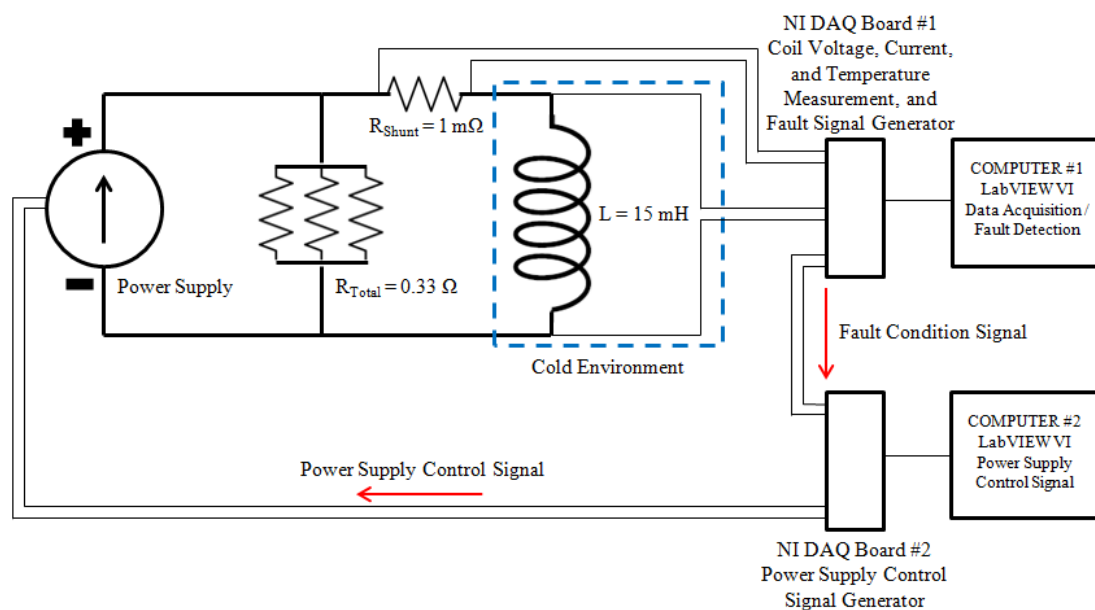 NI DAQ Board #1
Coil Voltage, Current,
and Temperature
Measurement, and
Fault Signal Generator
R_Shunt = 1 mΩ
COMPUTER #1
LabVIEW VI
Data Acquisition /
Fault Detection
L = 15 mH
Power Supply
R_Total = 0.33 Ω
Fault Condition Signal
Cold Environment
COMPUTER #2
LabVIEW VI
Power Supply
Control Signal
Power Supply Control Signal
NI DAQ Board #2
Power Supply Control
Signal Generator